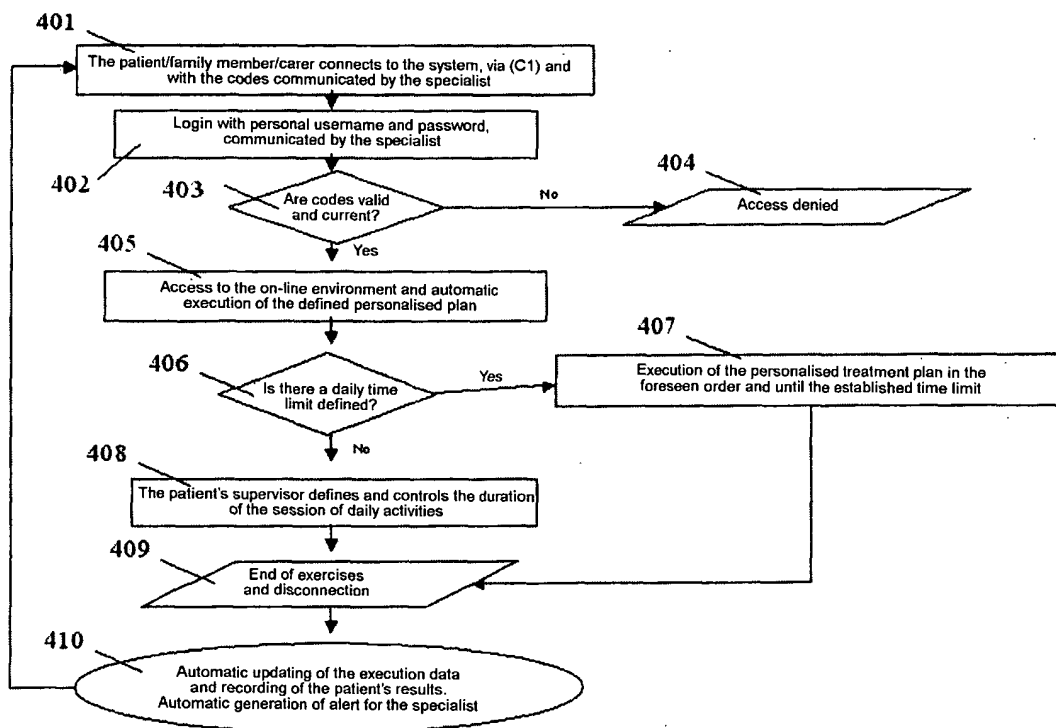 401
The patient/family member/carer connects to the system, via (C1) and
with the codes communicated by the specialist
Login with personal username and password,
communicated by the specialist
402
403
Are codes valid
and current?
No
404
Access denied
Yes
405
Access to the on-line environment and automatic
execution of the defined personalised plan
406
Is there a daily time
limit defined?
Yes
407
Execution of the personalised treatment plan in the
foreseen order and until the established time limit
No
408
The patient's supervisor defines and controls the duration
of the session of daily activities
409
End of exercises
and disconnection
410
Automatic updating of the execution data
and recording of the patient's results.
Automatic generation of alert for the specialist